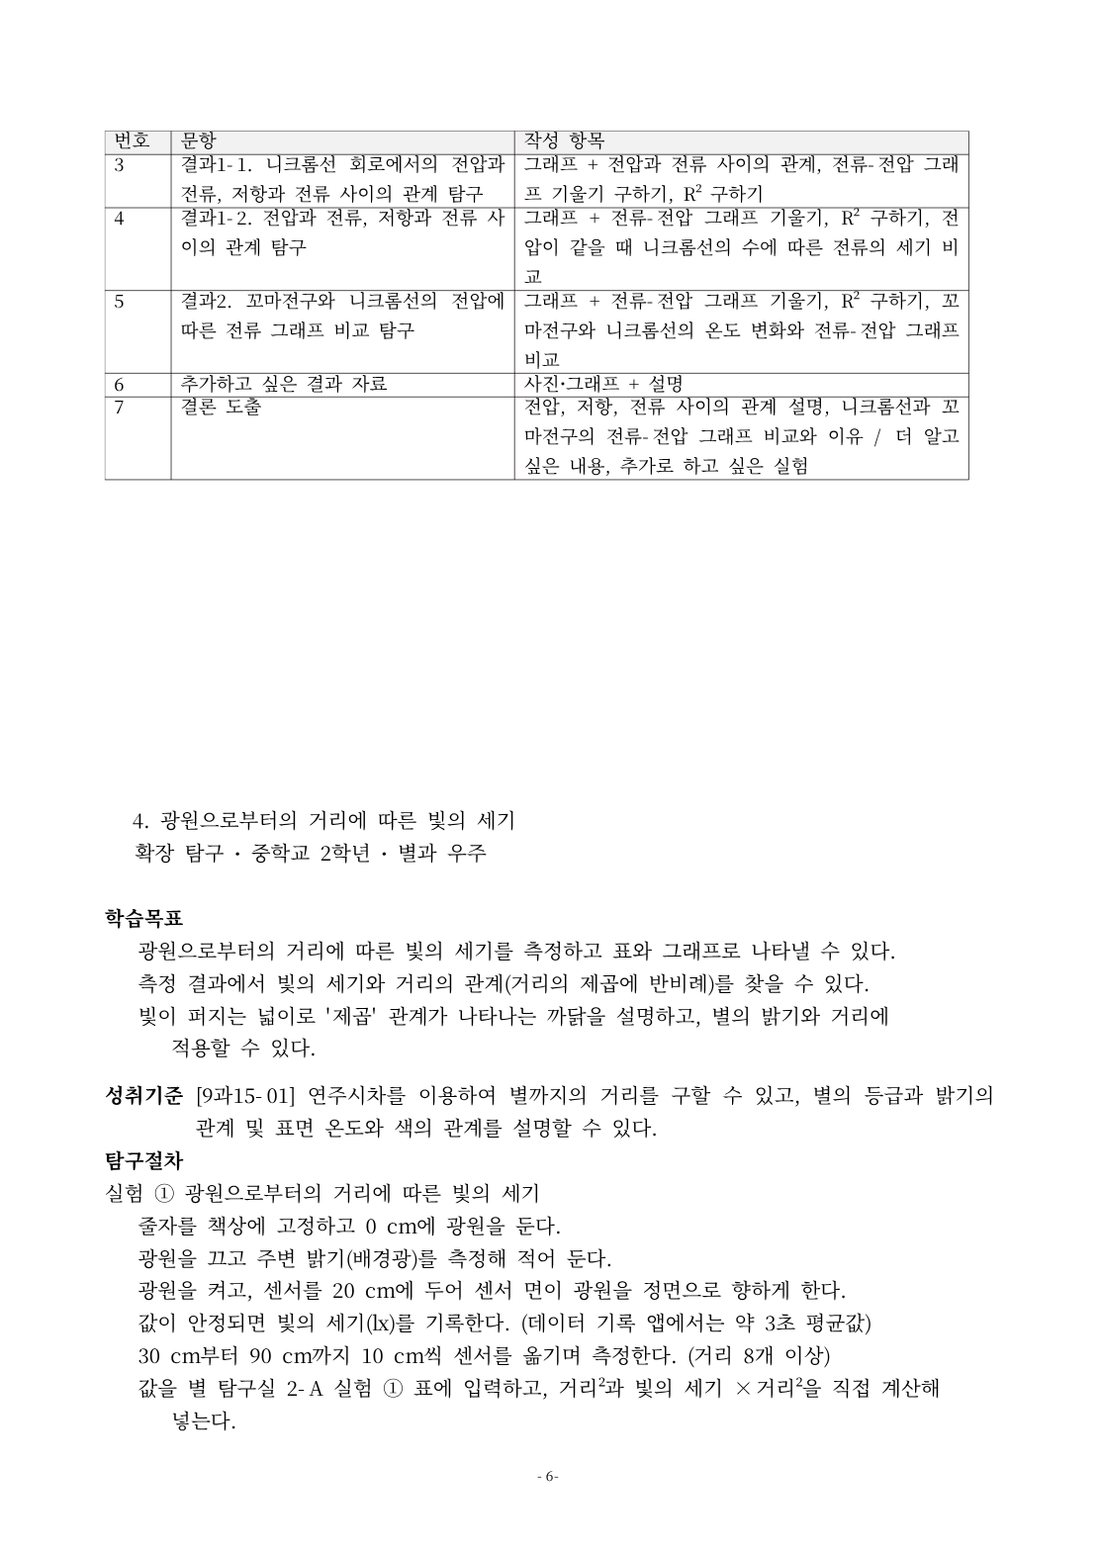 번호 문항 작성 항목
3 결과1-1. 니크롬선 회로에서의 전압과 그래프 + 전압과 전류 사이의 관계, 전류-전압 그래
전류, 저항과 전류 사이의 관계 탐구 프 기울기 구하기, R² 구하기
4 결과1-2. 전압과 전류, 저항과 전류 사 그래프 + 전류-전압 그래프 기울기, R² 구하기, 전
이의 관계 탐구 압이 같을 때 니크롬선의 수에 따른 전류의 세기 비
교
5 결과2. 꼬마전구와 니크롬선의 전압에 그래프 + 전류-전압 그래프 기울기, R² 구하기, 꼬
따른 전류 그래프 비교 탐구 마전구와 니크롬선의 온도 변화와 전류-전압 그래프
비교
6 추가하고 싶은 결과 자료 사진·그래프 + 설명
7 결론 도출 전압, 저항, 전류 사이의 관계 설명, 니크롬선과 꼬
마전구의 전류-전압 그래프 비교와 이유 / 더 알고
싶은 내용, 추가로 하고 싶은 실험
4. 광원으로부터의 거리에 따른 빛의 세기
확장 탐구 · 중학교 2학년 · 별과 우주
학습목표
광원으로부터의 거리에 따른 빛의 세기를 측정하고 표와 그래프로 나타낼 수 있다.
측정 결과에서 빛의 세기와 거리의 관계(거리의 제곱에 반비례)를 찾을 수 있다.
빛이 퍼지는 넓이로 '제곱' 관계가 나타나는 까닭을 설명하고, 별의 밝기와 거리에
적용할 수 있다.
성취기준 [9과15-01] 연주시차를 이용하여 별까지의 거리를 구할 수 있고, 별의 등급과 밝기의
관계 및 표면 온도와 색의 관계를 설명할 수 있다.
탐구절차
실험 ① 광원으로부터의 거리에 따른 빛의 세기
줄자를 책상에 고정하고 0 cm에 광원을 둔다.
광원을 끄고 주변 밝기(배경광)를 측정해 적어 둔다.
광원을 켜고, 센서를 20 cm에 두어 센서 면이 광원을 정면으로 향하게 한다.
값이 안정되면 빛의 세기(lx)를 기록한다. (데이터 기록 앱에서는 약 3초 평균값)
30 cm부터 90 cm까지 10 cm씩 센서를 옮기며 측정한다. (거리 8개 이상)
값을 별 탐구실 2-A 실험 ① 표에 입력하고, 거리²과 빛의 세기 ×거리²을 직접 계산해
넣는다.
- 6-